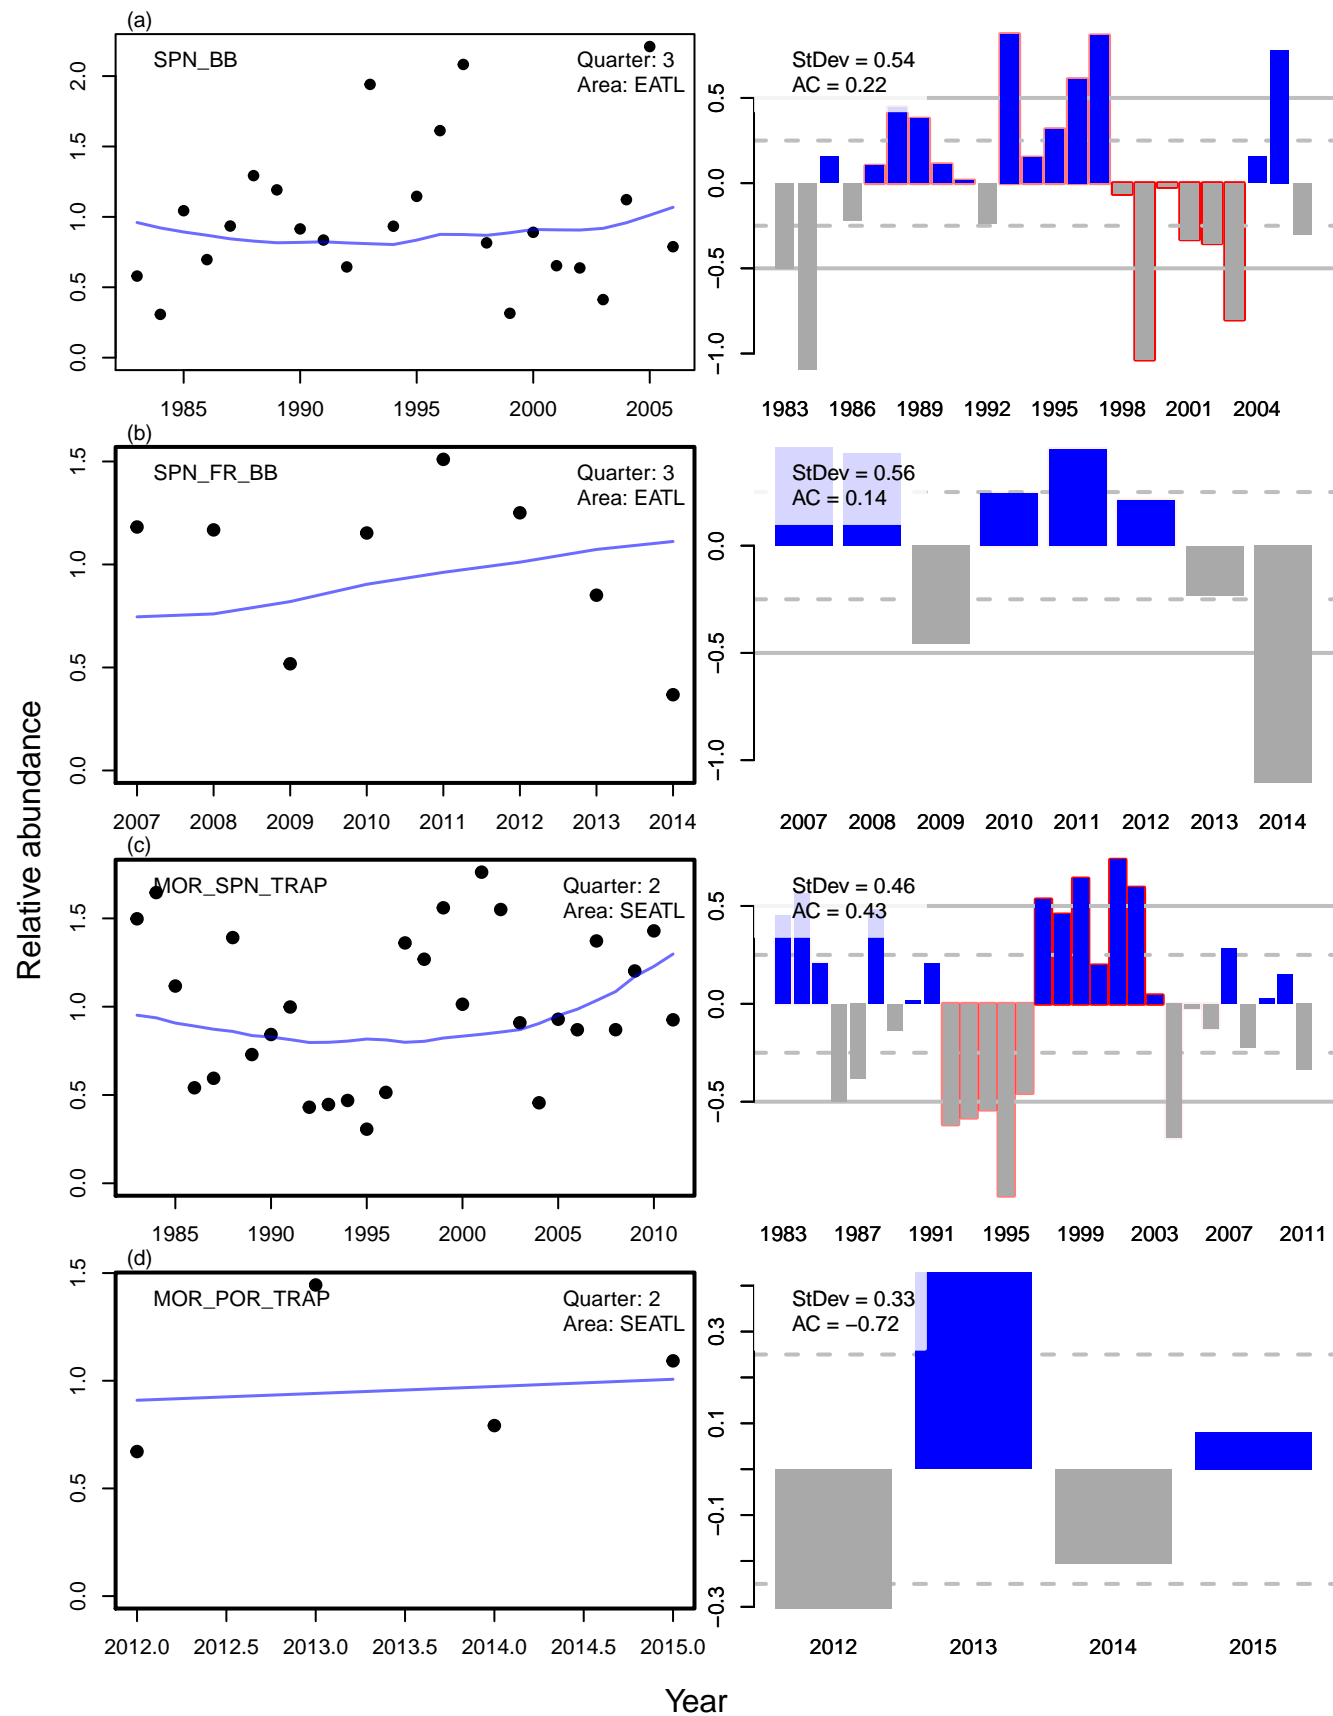 (a)
SPN_BB
Quarter: 3
Area: EATL
0.0 0.5 1.0 1.5 2.0
1985 1990 1995 2000 2005
StDev = 0.54
AC = 0.22
−1.0 −0.5 0.0 0.5
1983 1986 1989 1992 1995 1998 2001 2004
(b)
SPN_FR_BB
Quarter: 3
Area: EATL
0.0 0.5 1.0 1.5
2007 2008 2009 2010 2011 2012 2013 2014
StDev = 0.56
AC = 0.14
−1.0 −0.5 0.0
2007 2008 2009 2010 2011 2012 2013 2014
Relative abundance
(c)
MOR_SPN_TRAP
Quarter: 2
Area: SEATL
0.0 0.5 1.0 1.5
1985 1990 1995 2000 2005 2010
StDev = 0.46
AC = 0.43
−0.5 0.0 0.5
1983 1987 1991 1995 1999 2003 2007 2011
(d)
MOR_POR_TRAP
Quarter: 2
Area: SEATL
0.0 0.5 1.0 1.5
2012.0 2012.5 2013.0 2013.5 2014.0 2014.5 2015.0
StDev = 0.33
AC = −0.72
−0.3 −0.1 0.1 0.3
2012 2013 2014 2015
Year